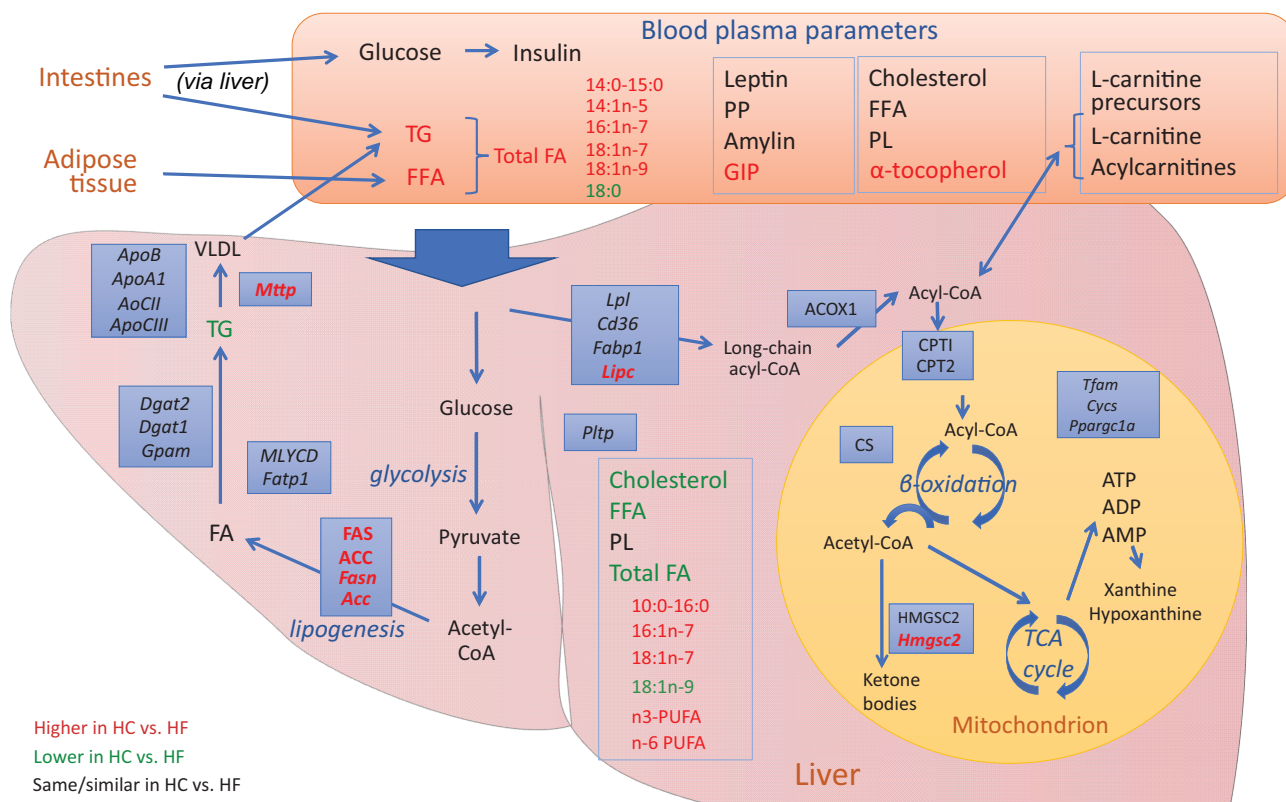 Blood plasma parameters
Intestines
(via liver)
Adipose
tissue
Glucose
Insulin
TG
FFA
Total FA
14:0-15:0
14:1n-5
16:1n-7
18:1n-7
18:1n-9
18:0
Leptin
PP
Amylin
GIP
Cholesterol
FFA
PL
α-tocopherol
L-carnitine
precursors
L-carnitine
Acylcarnitines
ApoB
ApoA1
AoCII
ApoCIII
VLDL
Mttp
TG
Dgat2
Dgat1
Gpam
MLYCD
Fatp1
FA
FAS
ACC
Fasn
Acc
lipogenesis
Glucose
glycolysis
Pyruvate
Acetyl-
CoA
Lpl
Cd36
Fabp1
Lipc
Long-chain
acyl-CoA
ACOX1
Acyl-CoA
Pltp
Cholesterol
FFA
PL
Total FA
10:0-16:0
16:1n-7
18:1n-7
18:1n-9
n3-PUFA
n-6 PUFA
CPTI
CPT2
Tfam
Cycs
Ppargc1a
CS
Acyl-CoA
β-oxidation
Acetyl-CoA
ATP
ADP
AMP
Xanthine
Hypoxanthine
HMGSC2
Hmgsc2
TCA
cycle
Ketone
bodies
Mitochondrion
Liver
Higher in HC vs. HF
Lower in HC vs. HF
Same/similar in HC vs. HF